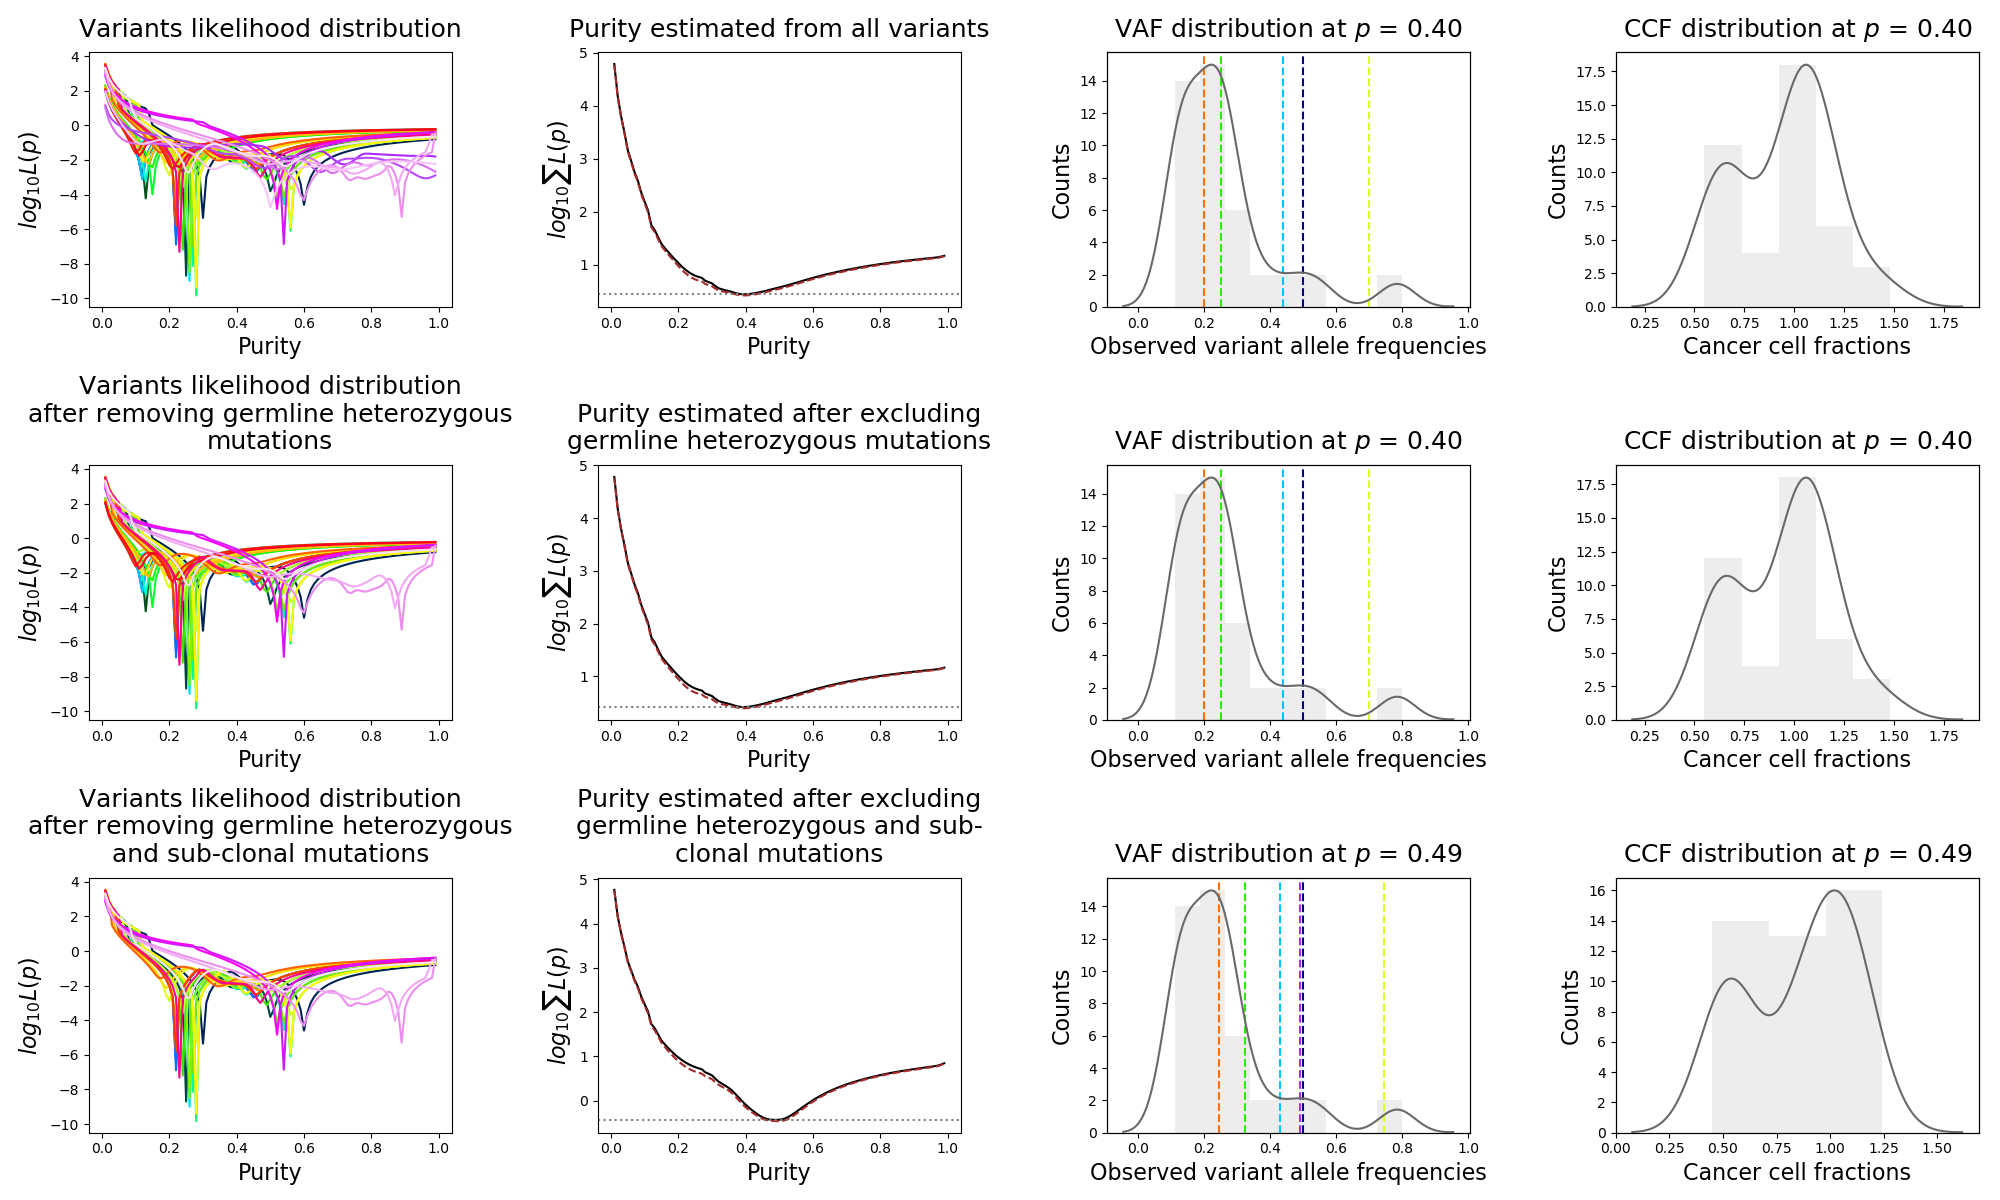 Variants likelihood distribution
Purity estimated from all variants
VAF distribution at p = 0.40
CCF distribution at p = 0.40
4
2
0
−2
−4
−6
−8
−10
log10L(p)
0.0 0.2 0.4 0.6 0.8 1.0
Purity
5
4
3
2
1
log10∑L(p)
0.0 0.2 0.4 0.6 0.8 1.0
Purity
14
12
10
8
6
4
2
0
Counts
0.0 0.2 0.4 0.6 0.8 1.0
Observed variant allele frequencies
17.5
15.0
12.5
10.0
7.5
5.0
2.5
0.0
Counts
0.25 0.50 0.75 1.00 1.25 1.50 1.75
Cancer cell fractions
Variants likelihood distribution
after removing germline heterozygous
mutations
Purity estimated after excluding
germline heterozygous mutations
VAF distribution at p = 0.40
CCF distribution at p = 0.40
4
2
0
−2
−4
−6
−8
−10
log10L(p)
0.0 0.2 0.4 0.6 0.8 1.0
Purity
5
4
3
2
1
log10∑L(p)
0.0 0.2 0.4 0.6 0.8 1.0
Purity
14
12
10
8
6
4
2
0
Counts
0.0 0.2 0.4 0.6 0.8 1.0
Observed variant allele frequencies
17.5
15.0
12.5
10.0
7.5
5.0
2.5
0.0
Counts
0.25 0.50 0.75 1.00 1.25 1.50 1.75
Cancer cell fractions
Variants likelihood distribution
after removing germline heterozygous
and sub-clonal mutations
Purity estimated after excluding
germline heterozygous and sub-
clonal mutations
VAF distribution at p = 0.49
CCF distribution at p = 0.49
4
2
0
−2
−4
−6
−8
−10
log10L(p)
0.0 0.2 0.4 0.6 0.8 1.0
Purity
5
4
3
2
1
0
log10∑L(p)
0.0 0.2 0.4 0.6 0.8 1.0
Purity
14
12
10
8
6
4
2
0
Counts
0.0 0.2 0.4 0.6 0.8 1.0
Observed variant allele frequencies
16
14
12
10
8
6
4
2
0
Counts
0.00 0.25 0.50 0.75 1.00 1.25 1.50
Cancer cell fractions